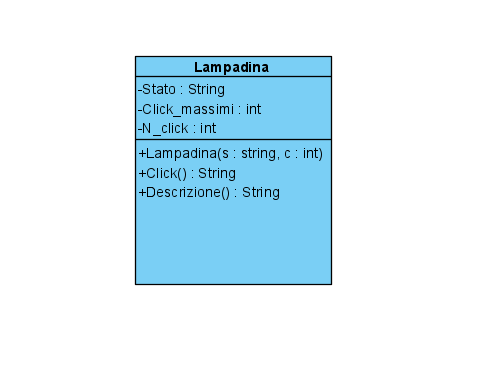 Lampadina
-Stato : String
-Click_massimi : int
-N_click : int
+Lampadina(s : string, c : int)
+Click() : String
+Descrizione() : String